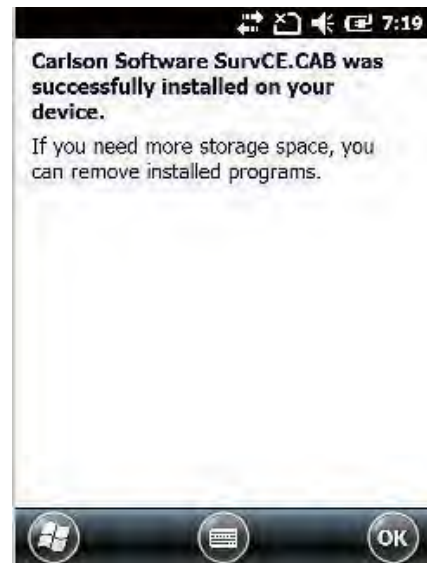 7:19
Carlson Software SurvCE.CAB was
successfully installed on your
device.
If you need more storage space, you
can remove installed programs.
OK